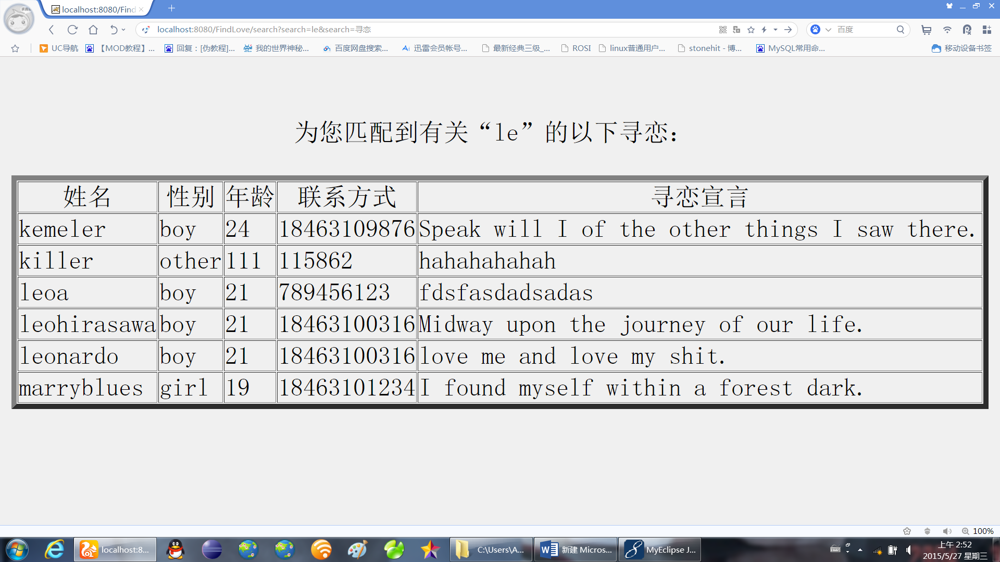 localhost:8080/Find
localhost:8080/FindLove/search?search=le&search=寻恋
百度
UC导航
【MOD教程】...
回复：[伪教程]...
我的世界神秘...
百度网盘搜索...
迅雷会员帐号...
最新经典三级_...
ROSI
linux普通用户...
stonehit - 博...
MySQL常用命...
移动设备书签
为您匹配到有关“le”的以下寻恋：
姓名 性别 年龄 联系方式 寻恋宣言
kemeler boy 24 18463109876 Speak will I of the other things I saw there.
killer other 111 115862 hahahahahah
leoa boy 21 789456123 fdsfasdadsadas
leohirasawa boy 21 18463100316 Midway upon the journey of our life.
leonardo boy 21 18463100316 love me and love my shit.
marryblues girl 19 18463101234 I found myself within a forest dark.
100%
localhost:8...
C:\Users\A...
新建 Micros...
MyEclipse J...
上午 2:52
2015/5/27 星期三